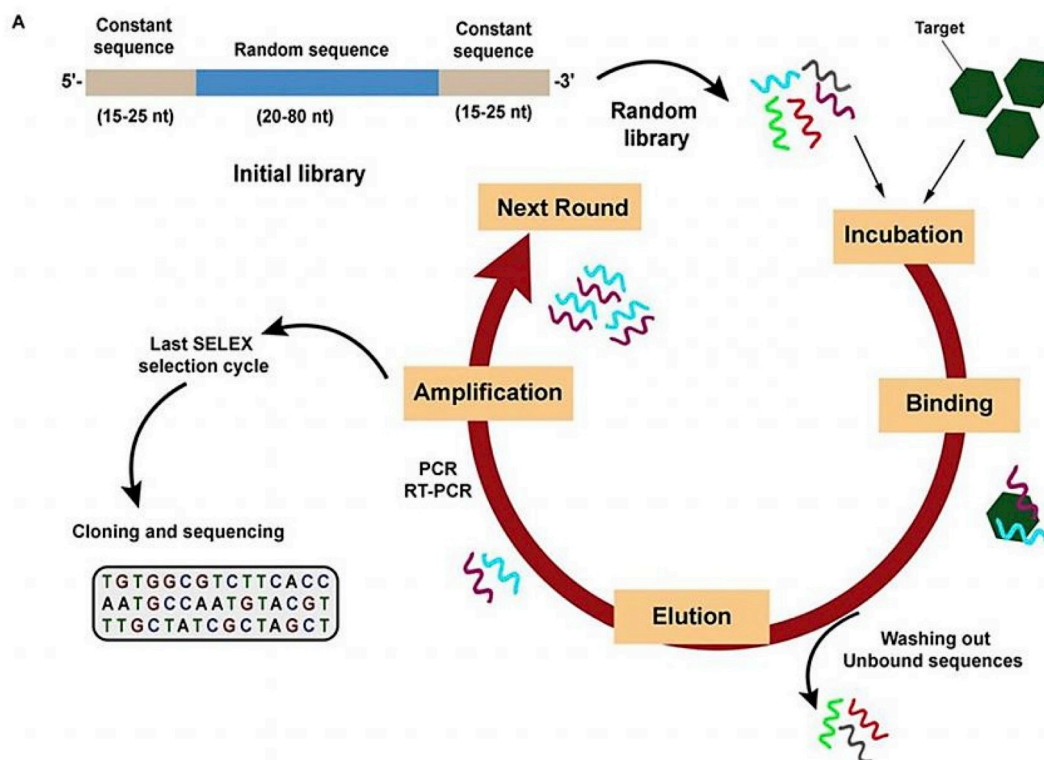 A
Constant
sequence
Random sequence
Constant
sequence
5'-
-3'
(15-25 nt)
(20-80 nt)
(15-25 nt)
Initial library
Random
library
Target
Incubation
Binding
Washing out
Unbound sequences
Elution
PCR
RT-PCR
Amplification
Next Round
Last SELEX
selection cycle
Cloning and sequencing
TGTGGCGTCTTCACC
AATGCCAATGTACGT
TTGCTATCGCTAGCT